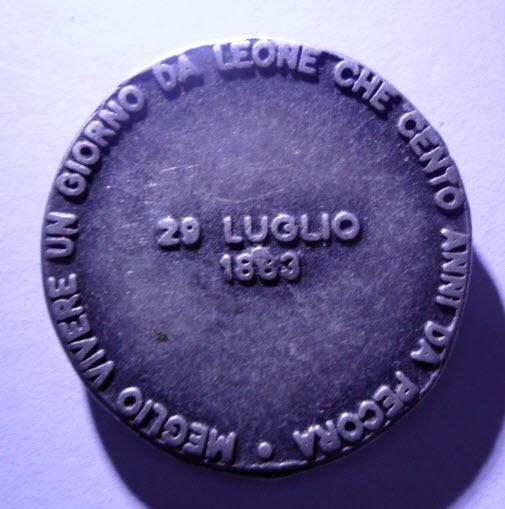 MEGLIO VIVERE UN GIORNO DA LEONE CHE CENTO ANNI DA PECORA •
29 LUGLIO
1883